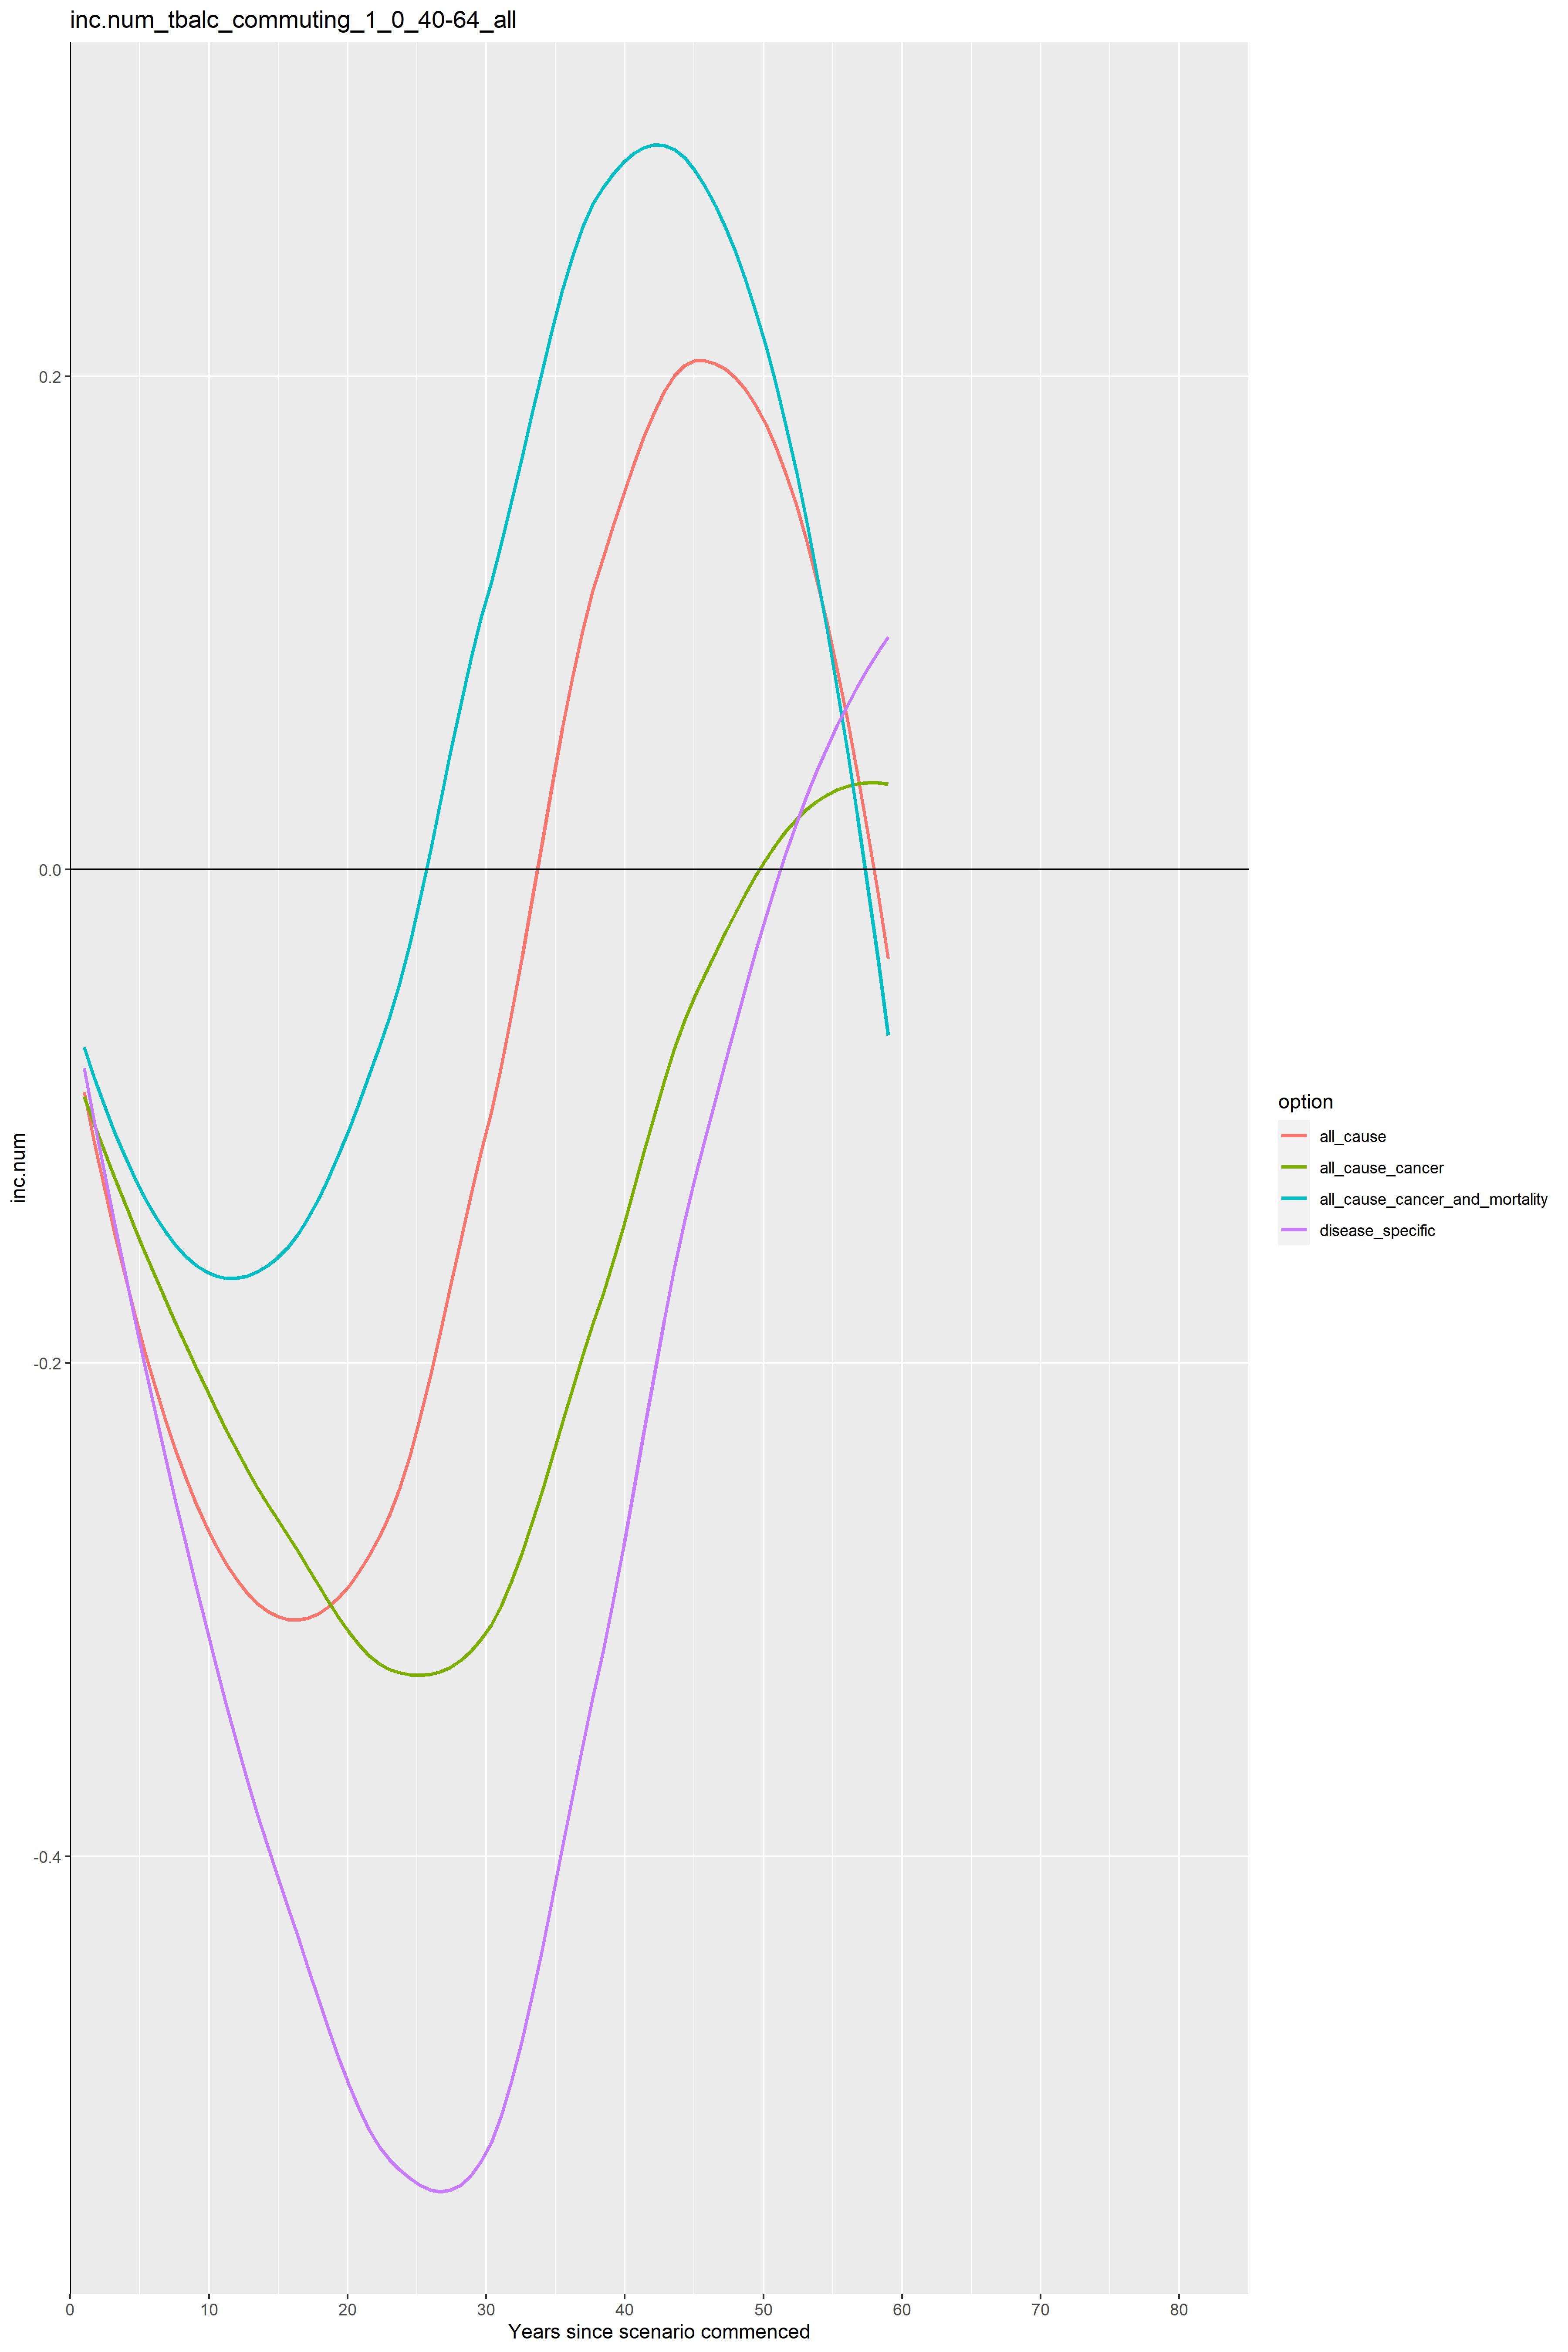 inc.num_tbalc_commuting_1_0_40-64_all
0.2
0.0
-0.2
-0.4
inc.num
0 10 20 30 40 50 60 70 80
Years since scenario commenced
option
all_cause
all_cause_cancer
all_cause_cancer_and_mortality
disease_specific